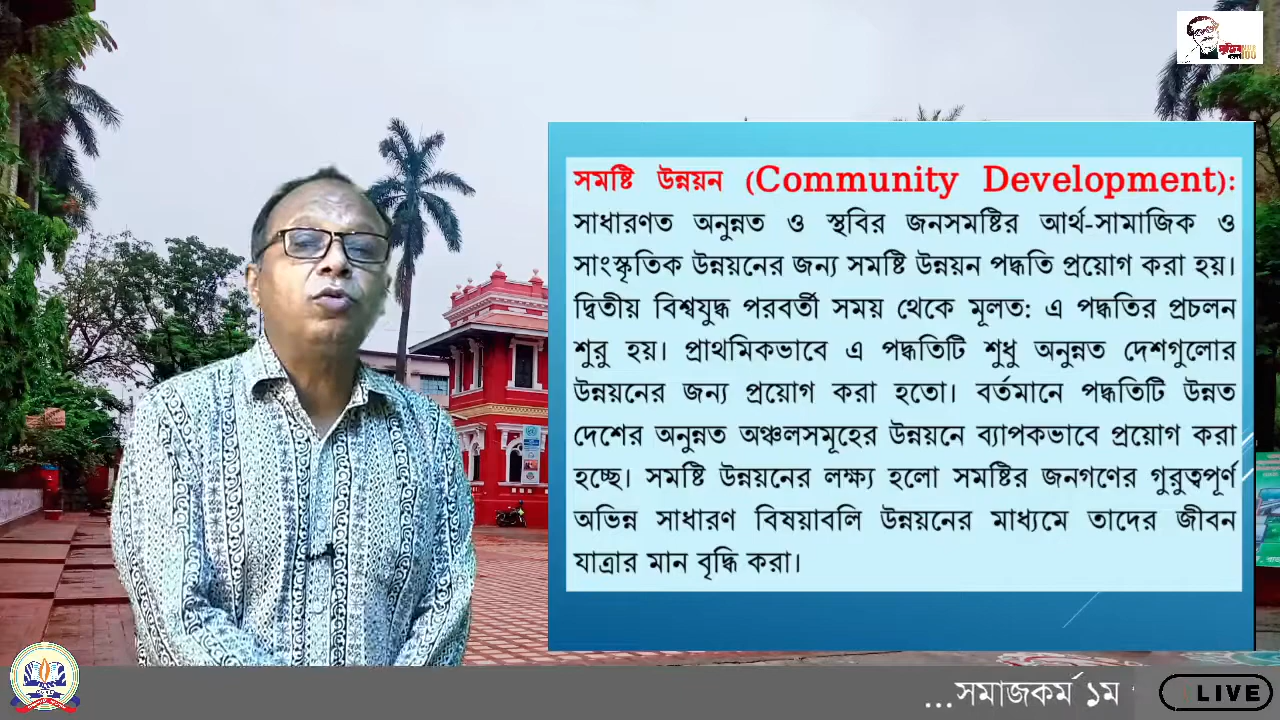 সমষ্টি উন্নয়ন (Community Development):
সাধারণত অনুন্নত ও স্থবির জনসমষ্টির আর্থ-সামাজিক ও
সাংস্কৃতিক উন্নয়নের জন্য সমষ্টি উন্নয়ন পদ্ধতি প্রয়োগ করা হয়।
দ্বিতীয় বিশ্বযুদ্ধ পরবর্তী সময় থেকে মূলত: এ পদ্ধতির প্রচলন
শুরু হয়। প্রাথমিকভাবে এ পদ্ধতিটি শুধু অনুন্নত দেশগুলোর
উন্নয়নের জন্য প্রয়োগ করা হতো। বর্তমানে পদ্ধতিটি উন্নত
দেশের অনুন্নত অঞ্চলসমূহের উন্নয়নে ব্যাপকভাবে প্রয়োগ করা
হচ্ছে। সমষ্টি উন্নয়নের লক্ষ্য হলো সমষ্টির জনগণের গুরুত্বপূর্ণ
অভিন্ন সাধারণ বিষয়াবলি উন্নয়নের মাধ্যমে তাদের জীবন
যাত্রার মান বৃদ্ধি করা।
...সমাজকর্ম ১ম
LIVE